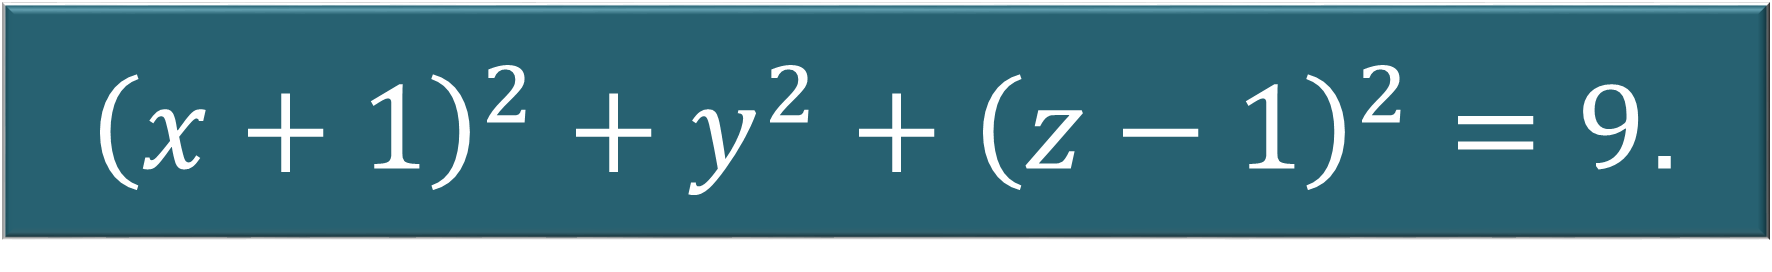 (x + 1)² + y² + (z − 1)² = 9.